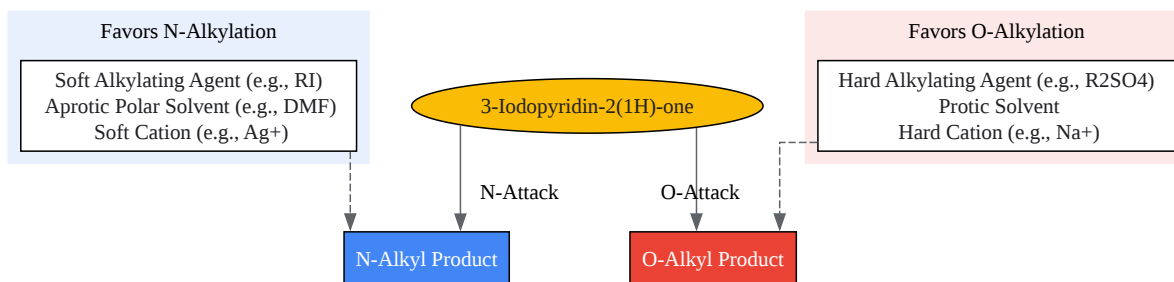 Favors N-Alkylation
Soft Alkylating Agent (e.g., RI)
Aprotic Polar Solvent (e.g., DMF)
Soft Cation (e.g., Ag+)
3-Iodopyridin-2(1H)-one
Favors O-Alkylation
Hard Alkylating Agent (e.g., R2SO4)
Protic Solvent
Hard Cation (e.g., Na+)
N-Attack
O-Attack
N-Alkyl Product
O-Alkyl Product